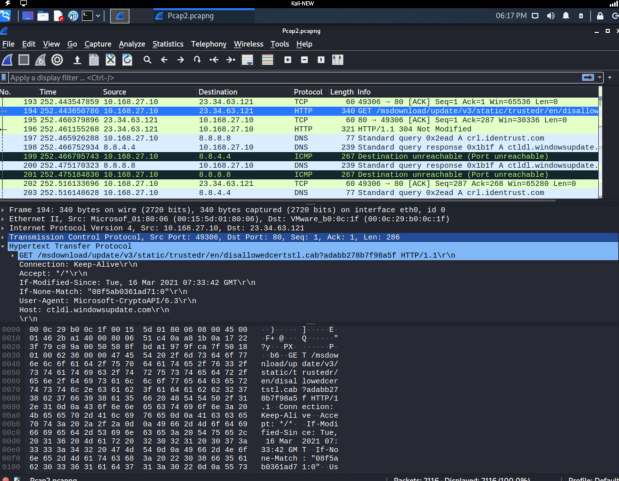 Kali-NEW
06:17 PM
Pcap2.pcapng
File Edit View Go Capture Analyze Statistics Telephony Wireless Tools Help
Apply a display filter ... <Ctrl-/>
No. Time Source Destination Protocol Length Info
193 252.443547859 10.168.27.10 23.34.63.121 TCP 60 49306 → 80 [ACK] Seq=1 Ack=1 Win=65536 Len=0
194 252.443650786 10.168.27.10 23.34.63.121 HTTP 340 GET /msdownload/update/v3/static/trustedr/en/disallow
195 252.460379896 23.34.63.121 10.168.27.10 TCP 60 80 → 49306 [ACK] Seq=1 Ack=287 Win=30336 Len=0
196 252.461155268 23.34.63.121 10.168.27.10 HTTP 321 HTTP/1.1 304 Not Modified
197 252.465926288 10.168.27.10 8.8.8.8 DNS 77 Standard query 0x2ead A crl.identrust.com
198 252.466752934 8.8.4.4 10.168.27.10 DNS 239 Standard query response 0x1b1f A ctldl.windowsupdate.
199 252.466795743 10.168.27.10 8.8.4.4 ICMP 267 Destination unreachable (Port unreachable)
200 252.475170323 8.8.8.8 10.168.27.10 DNS 239 Standard query response 0x1b1f A ctldl.windowsupdate.
201 252.475184830 10.168.27.10 8.8.8.8 ICMP 267 Destination unreachable (Port unreachable)
202 252.516133696 10.168.27.10 23.34.63.121 TCP 60 49306 → 80 [ACK] Seq=287 Ack=268 Win=65280 Len=0
203 252.516148628 10.168.27.10 8.8.4.4 DNS 77 Standard query 0x2ead A crl.identrust.com
Frame 194: 340 bytes on wire (2720 bits), 340 bytes captured (2720 bits) on interface eth0, id 0
Ethernet II, Src: Microsof_01:80:06 (00:15:5d:01:80:06), Dst: VMware_b0:0c:1f (00:0c:29:b0:0c:1f)
Internet Protocol Version 4, Src: 10.168.27.10, Dst: 23.34.63.121
Transmission Control Protocol, Src Port: 49306, Dst Port: 80, Seq: 1, Ack: 1, Len: 286
Hypertext Transfer Protocol
GET /msdownload/update/v3/static/trustedr/en/disallowedcertstl.cab?adabb278b7f98a5f HTTP/1.1\r\n
Connection: Keep-Alive\r\n
Accept: */*\r\n
If-Modified-Since: Tue, 16 Mar 2021 07:33:42 GMT\r\n
If-None-Match: "08f5ab0361ad71:0"\r\n
User-Agent: Microsoft-CryptoAPI/6.3\r\n
Host: ctldl.windowsupdate.com\r\n
\r\n
0000 00 0c 29 b0 0c 1f 00 15 5d 01 80 06 08 00 45 00 ··)····· ]·····E·
0010 01 46 2b a1 40 00 80 06 51 c4 0a a8 1b 0a 17 22 ·F+·@··· Q······"
0020 3f 79 c0 9a 00 50 58 8f bd a1 97 9f ca 7f 50 18 ?y···PX· ······P·
0030 01 00 62 36 00 00 47 45 54 20 2f 6d 73 64 6f 77 ··b6··GE T /msdow
0040 6e 6c 6f 61 64 2f 75 70 64 61 74 65 2f 76 33 2f nload/up date/v3/
0050 73 74 61 74 69 63 2f 74 72 75 73 74 65 64 72 2f static/t rustedr/
0060 65 6e 2f 64 69 73 61 6c 6c 6f 77 65 64 63 65 72 en/disal lowedcer
0070 74 73 74 6c 2e 63 61 62 3f 61 64 61 62 62 32 37 tstl.cab ?adabb27
0080 38 62 37 66 39 38 61 35 66 20 48 54 54 50 2f 31 8b7f98a5 f HTTP/1
0090 2e 31 0d 0a 43 6f 6e 6e 65 63 74 69 6f 6e 3a 20 .1··Conn ection:
00a0 4b 65 65 70 2d 41 6c 69 76 65 0d 0a 41 63 63 65 Keep-Ali ve··Acce
00b0 70 74 3a 20 2a 2f 2a 0d 0a 49 66 2d 4d 6f 64 69 pt: */*· ·If-Modi
00c0 66 69 65 64 2d 53 69 6e 63 65 3a 20 54 75 65 2c fied-Sin ce: Tue,
00d0 20 31 36 20 4d 61 72 20 32 30 32 31 20 30 37 3a 16 Mar 2021 07:
00e0 33 33 3a 34 32 20 47 4d 54 0d 0a 49 66 2d 4e 6f 33:42 GM T··If-No
00f0 6e 65 2d 4d 61 74 63 68 3a 20 22 30 38 66 35 61 ne-Match : "08f5a
0100 62 30 33 36 31 61 64 37 31 3a 30 22 0d 0a 55 73 b0361ad7 1:0"··Us
Pcap2.pcapng
Packets: 2116 · Displayed: 2116 (100.0%)
Profile: Default